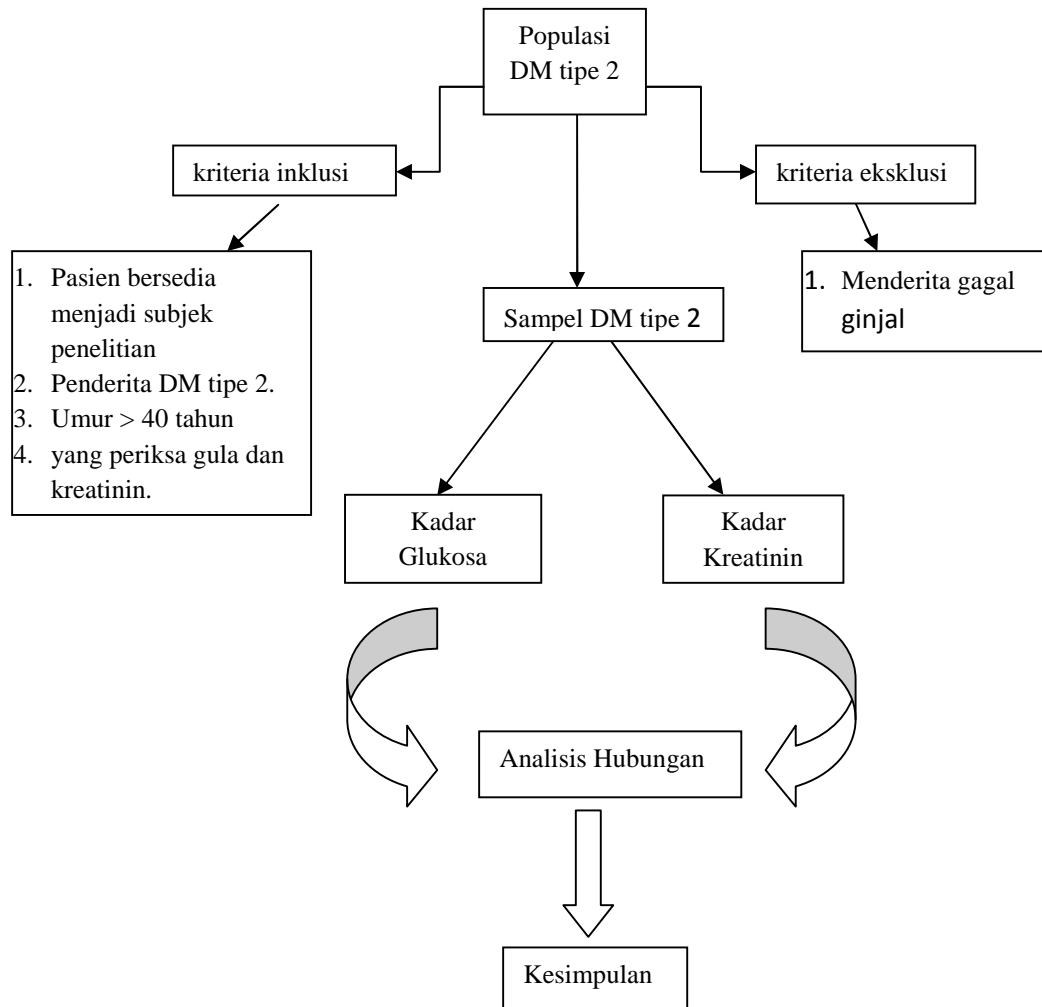 Populasi
DM tipe 2
kriteria inklusi
kriteria eksklusi
1. Pasien bersedia
menjadi subjek
penelitian
2. Penderita DM tipe 2.
3. Umur > 40 tahun
4. yang periksa gula dan
kreatinin.
1. Menderita gagal
ginjal
Sampel DM tipe 2
Kadar
Glukosa
Kadar
Kreatinin
Analisis Hubungan
Kesimpulan